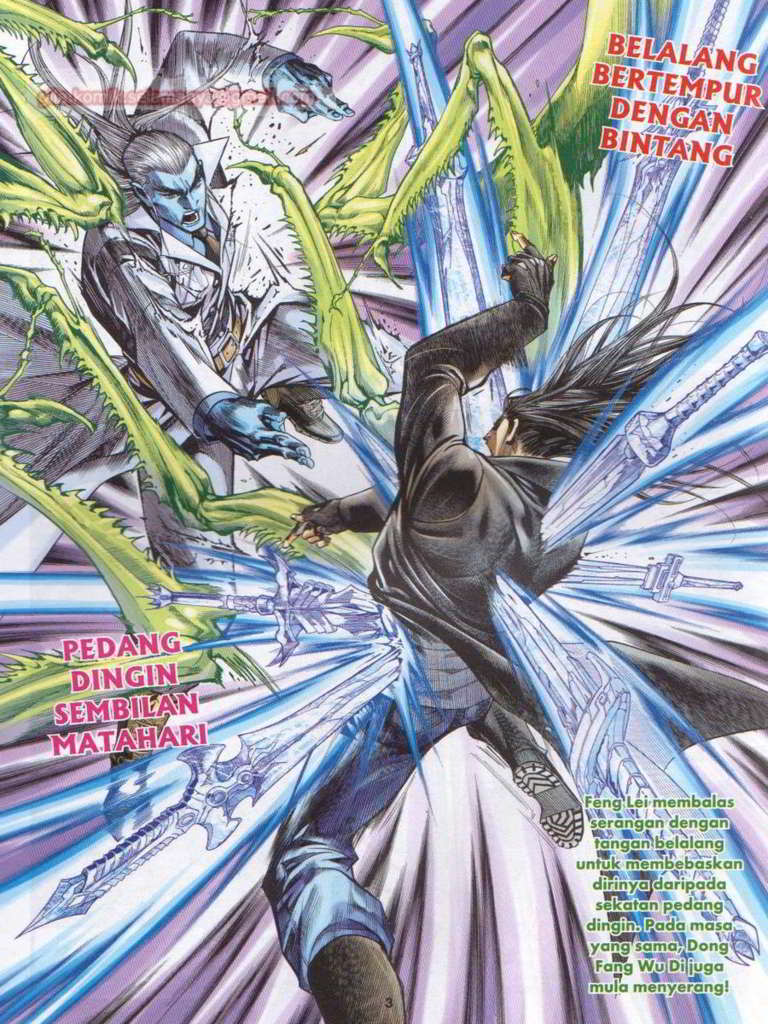 BELALANG
BERTEMPUR
DENGAN
BINTANG
PEDANG
DINGIN
SEMBILAN
MATAHARI
Feng Lei membalas
serangan dengan
tangan belalang
untuk membebaskan
dirinya daripada
sekatan pedang
dingin. Pada masa
yang sama, Dong
Fang Wu Di juga
mula menyerang!
3